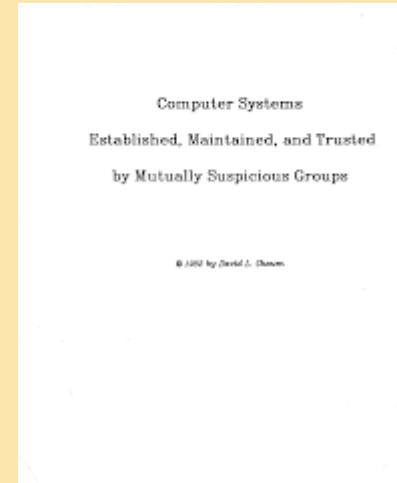 Computer Systems
Established, Maintained, and Trusted
by Mutually Suspicious Groups
© 1982 by David L. Chaum